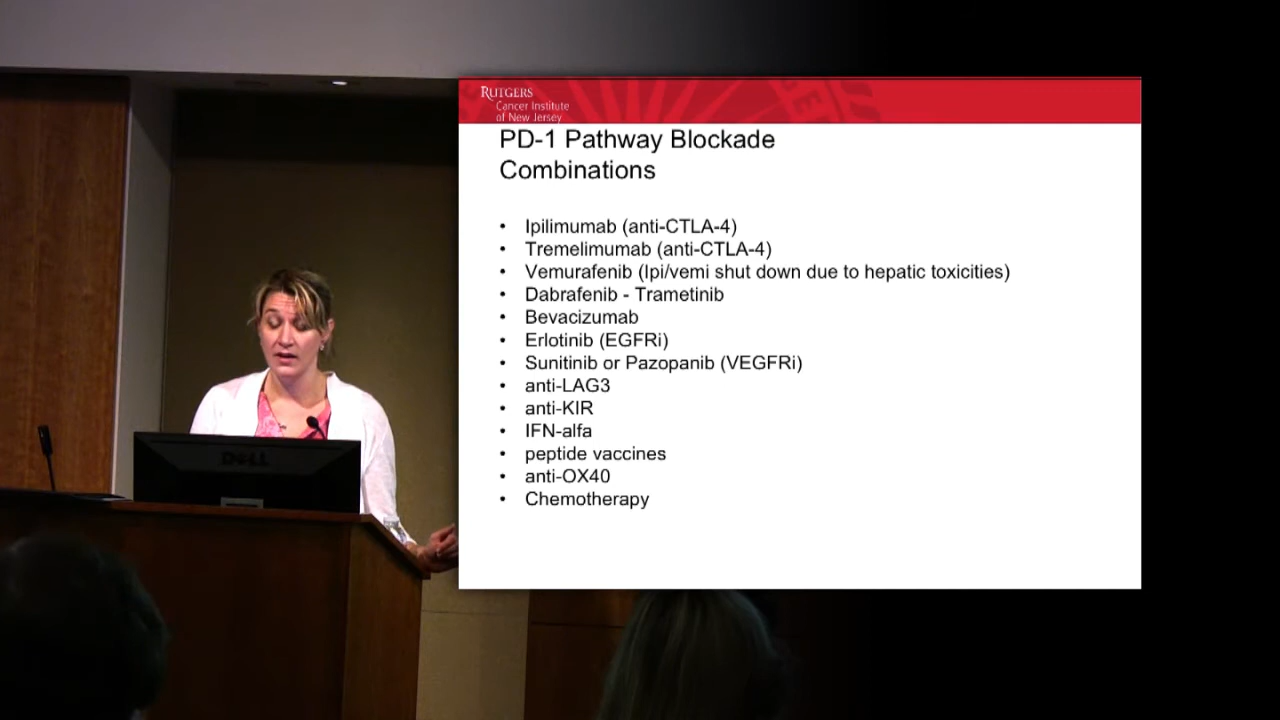 RUTGERS
Cancer Institute
of New Jersey
PD-1 Pathway Blockade
Combinations
• Ipilimumab (anti-CTLA-4)
• Tremelimumab (anti-CTLA-4)
• Vemurafenib (Ipi/vemi shut down due to hepatic toxicities)
• Dabrafenib - Trametinib
• Bevacizumab
• Erlotinib (EGFRi)
• Sunitinib or Pazopanib (VEGFRi)
• anti-LAG3
• anti-KIR
• IFN-alfa
• peptide vaccines
• anti-OX40
• Chemotherapy
DELL